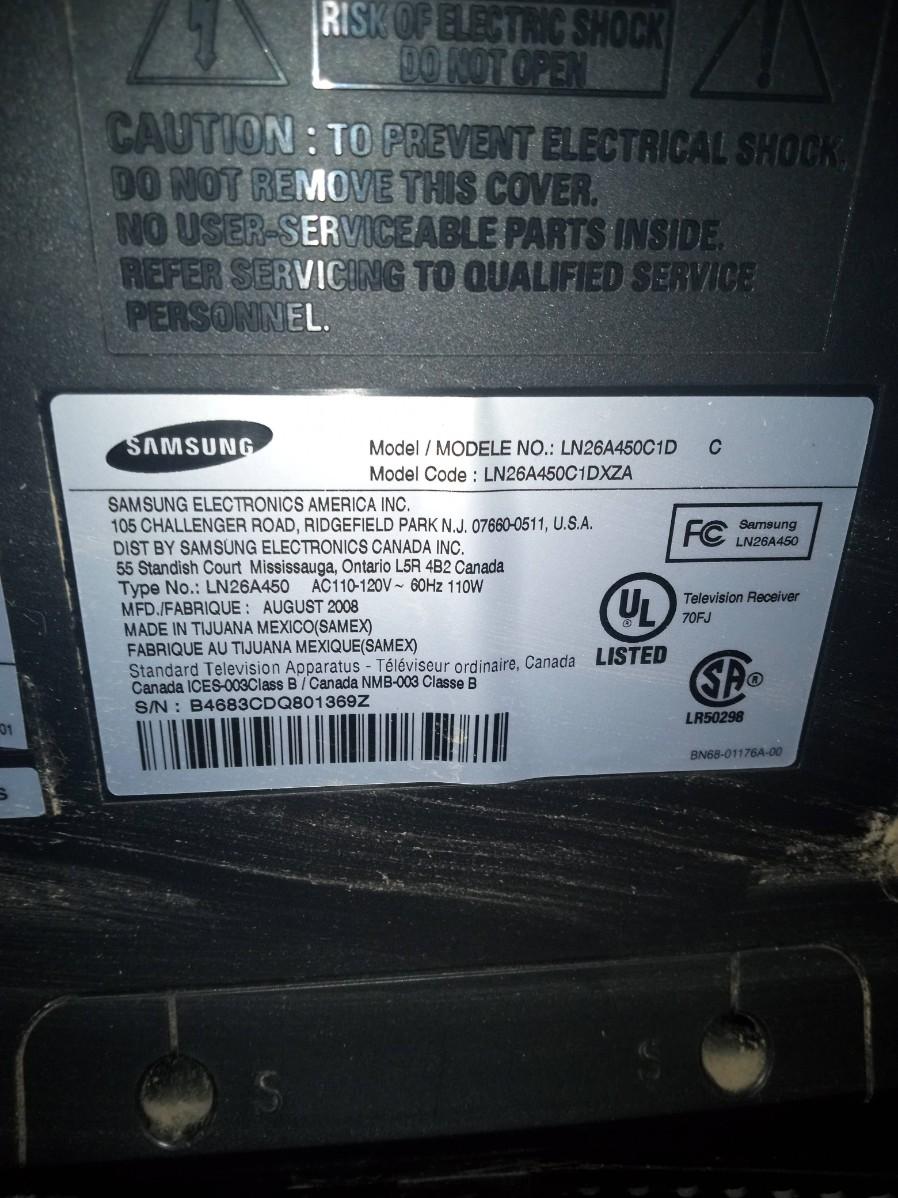 RISK OF ELECTRIC SHOCK
DO NOT OPEN
CAUTION : TO PREVENT ELECTRICAL SHOCK,
DO NOT REMOVE THIS COVER.
NO USER-SERVICEABLE PARTS INSIDE.
REFER SERVICING TO QUALIFIED SERVICE
PERSONNEL.
SAMSUNG
Model / MODELE NO.: LN26A450C1D C
Model Code : LN26A450C1DXZA
SAMSUNG ELECTRONICS AMERICA INC.
105 CHALLENGER ROAD, RIDGEFIELD PARK N.J. 07660-0511, U.S.A.
DIST BY SAMSUNG ELECTRONICS CANADA INC.
55 Standish Court Mississauga, Ontario L5R 4B2 Canada
Type No.: LN26A450 AC110-120V~ 60Hz 110W
MFD./FABRIQUE : AUGUST 2008
MADE IN TIJUANA MEXICO(SAMEX)
FABRIQUE AU TIJUANA MEXIQUE(SAMEX)
Standard Television Apparatus - Téléviseur ordinaire, Canada
Canada ICES-003Class B / Canada NMB-003 Classe B
S/N : B4683CDQ801369Z
FC Samsung
LN26A450
UL ®
LISTED
Television Receiver
70FJ
SA ®
LR50298
BN68-01176A-00
01
S
S
S